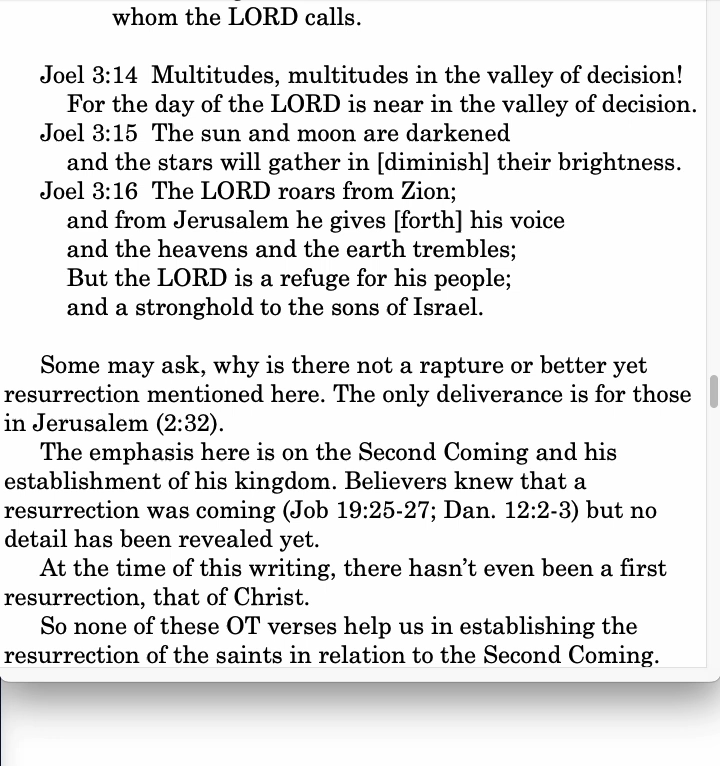 whom the LORD calls.
Joel 3:14 Multitudes, multitudes in the valley of decision!
For the day of the LORD is near in the valley of decision.
Joel 3:15 The sun and moon are darkened
and the stars will gather in [diminish] their brightness.
Joel 3:16 The LORD roars from Zion;
and from Jerusalem he gives [forth] his voice
and the heavens and the earth trembles;
But the LORD is a refuge for his people;
and a stronghold to the sons of Israel.
Some may ask, why is there not a rapture or better yet
resurrection mentioned here. The only deliverance is for those
in Jerusalem (2:32).
The emphasis here is on the Second Coming and his
establishment of his kingdom. Believers knew that a
resurrection was coming (Job 19:25-27; Dan. 12:2-3) but no
detail has been revealed yet.
At the time of this writing, there hasn’t even been a first
resurrection, that of Christ.
So none of these OT verses help us in establishing the
resurrection of the saints in relation to the Second Coming.